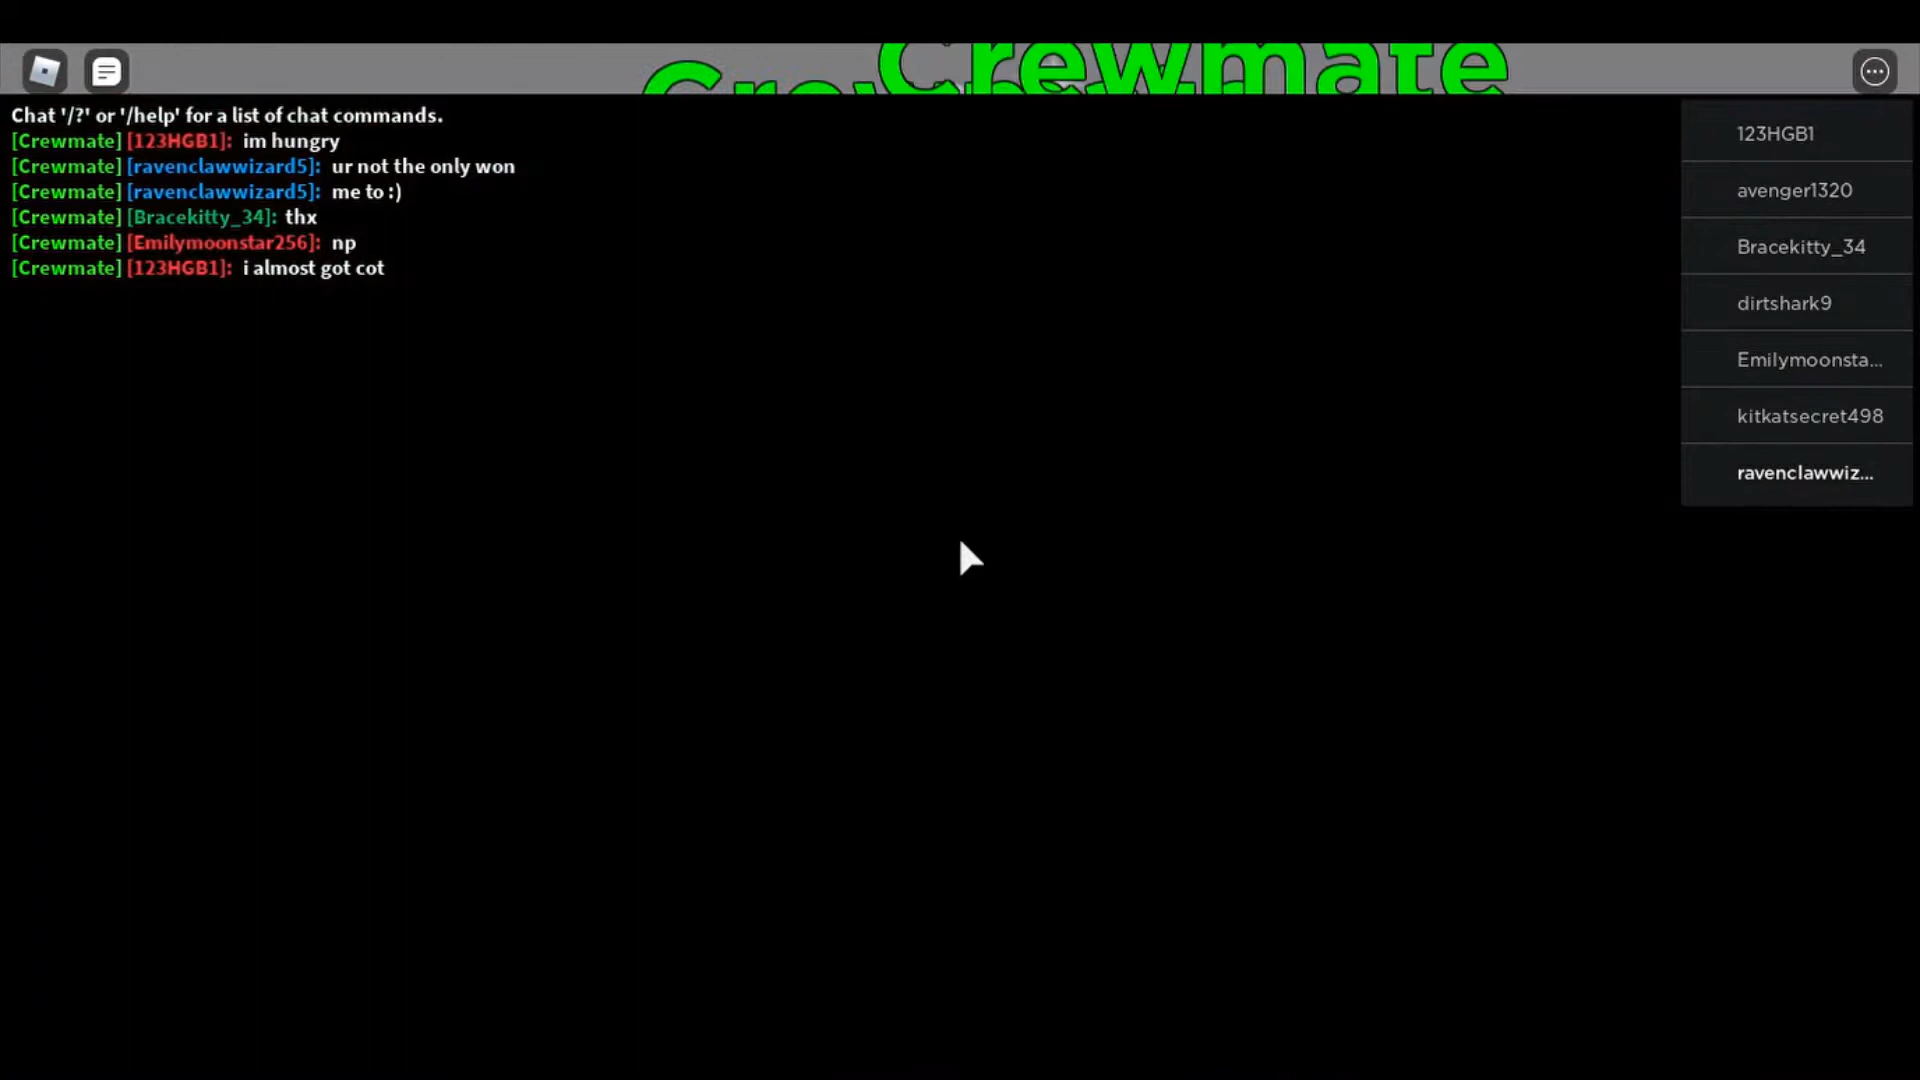 Crewmate
Chat '/?' or '/help' for a list of chat commands.
[Crewmate] [123HGB1]: im hungry
[Crewmate] [ravenclawwizard5]: ur not the only won
[Crewmate] [ravenclawwizard5]: me to :)
[Crewmate] [Bracekitty_34]: thx
[Crewmate] [Emilymoonstar256]: np
[Crewmate] [123HGB1]: i almost got cot
123HGB1
avenger1320
Bracekitty_34
dirtshark9
Emilymoonsta...
kitkatsecret498
ravenclawwiz...